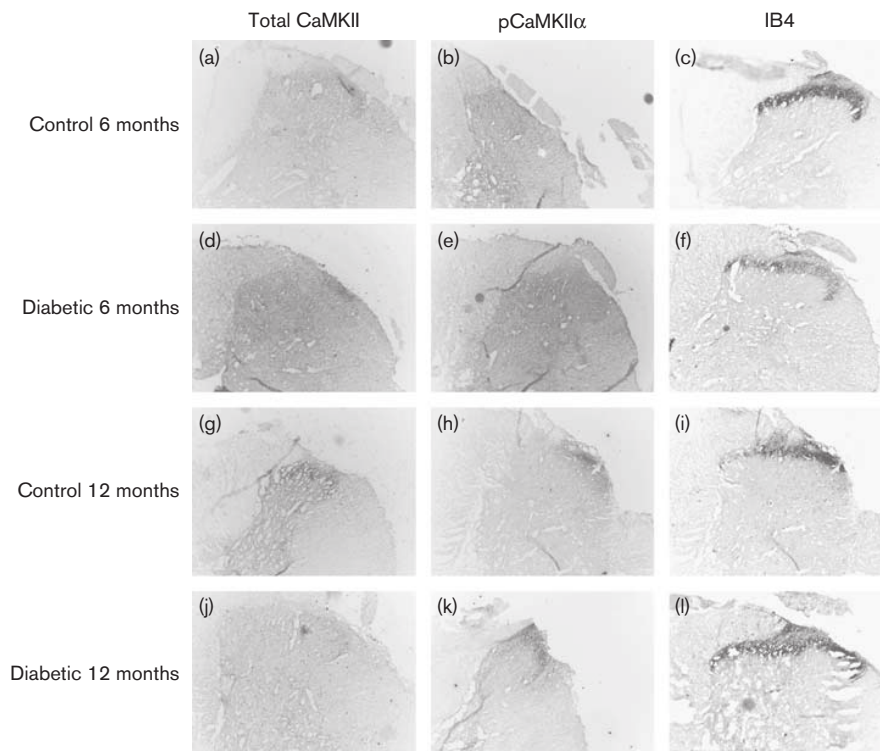 Total CaMKII pCaMKIIα IB4
(a) (b) (c)
Control 6 months
(d) (e) (f)
Diabetic 6 months
(g) (h) (i)
Control 12 months
(j) (k) (l)
Diabetic 12 months